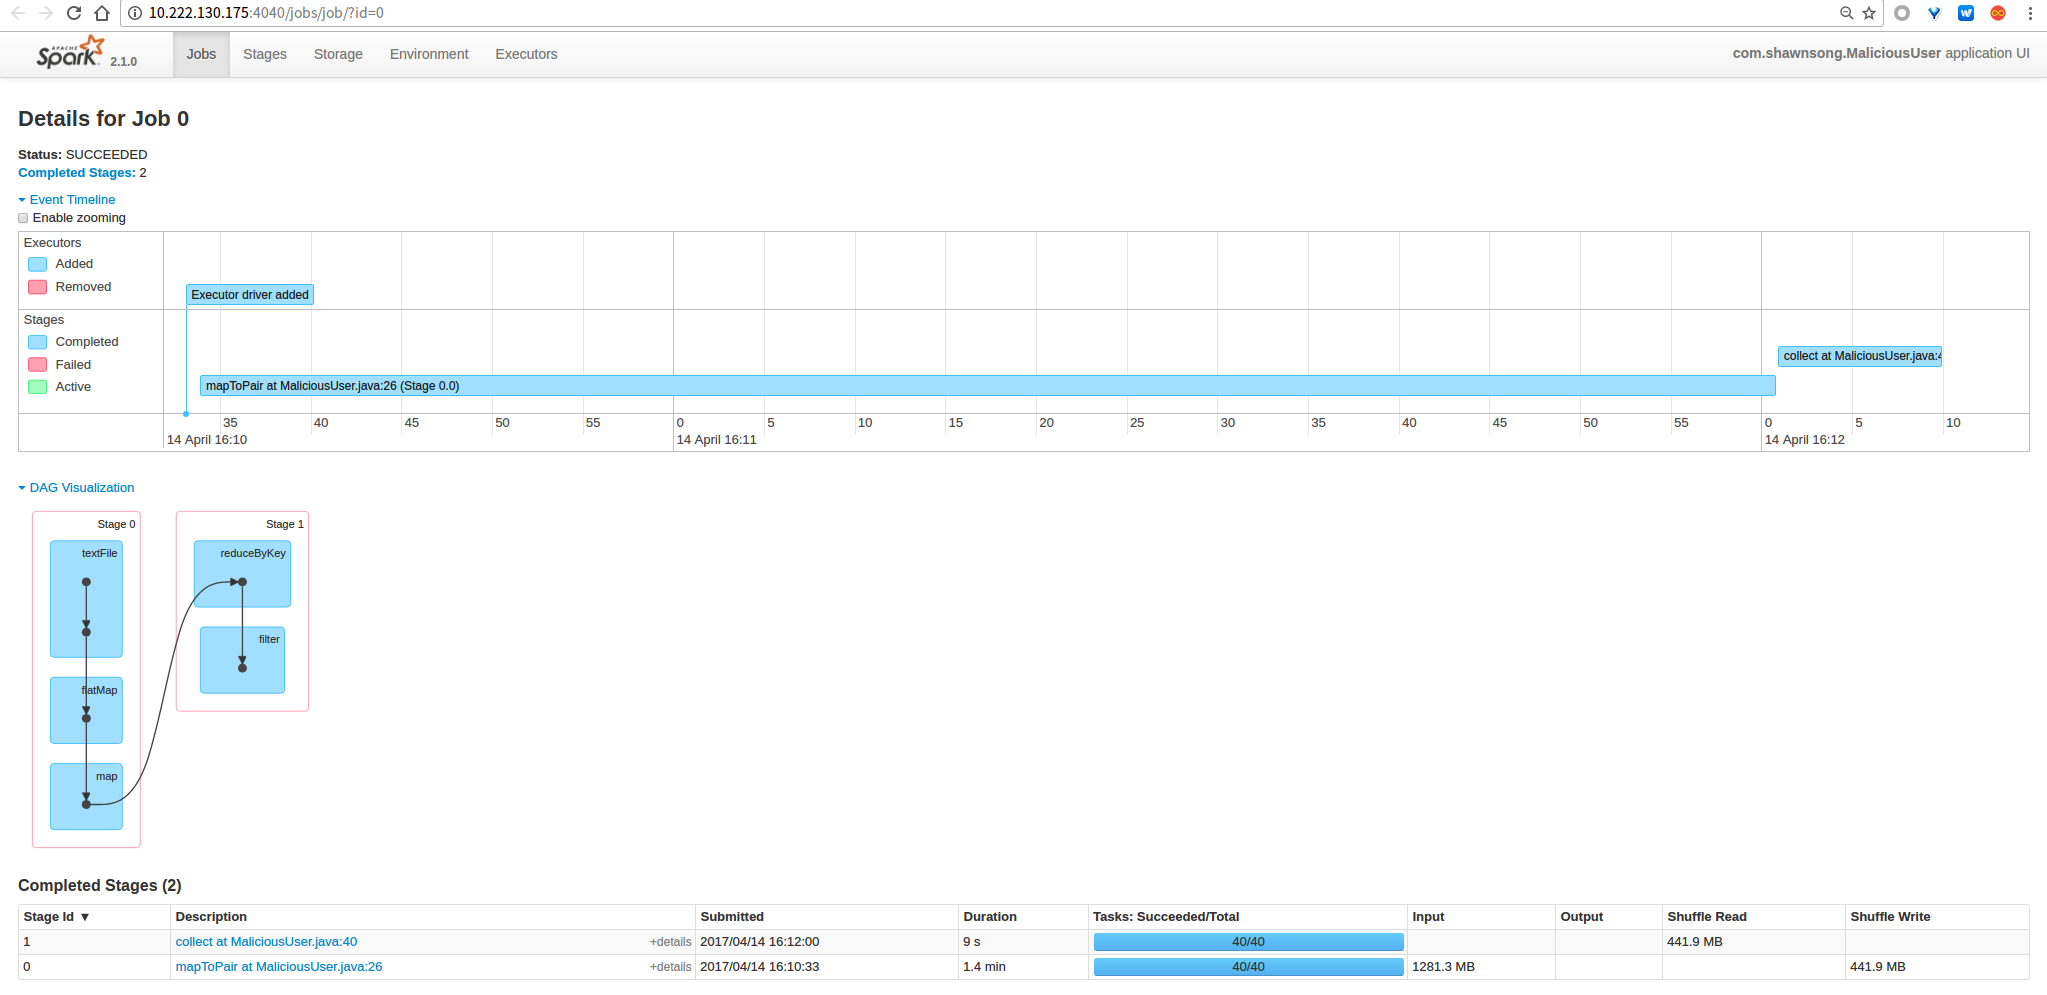 10.222.130.175:4040/jobs/job/?id=0
APACHE
Spark 2.1.0 Jobs Stages Storage Environment Executors com.shawnsong.MaliciousUser application UI
Details for Job 0
Status: SUCCEEDED
Completed Stages: 2
Event Timeline
Enable zooming
Executors
Added
Removed
Executor driver added
Stages
Completed
Failed
Active
collect at MaliciousUser.java:4
mapToPair at MaliciousUser.java:26 (Stage 0.0)
35 40 45 50 55 0 5 10 15 20 25 30 35 40 45 50 55 0 5 10
14 April 16:10 14 April 16:11 14 April 16:12
DAG Visualization
Stage 0
textFile
flatMap
map
Stage 1
reduceByKey
filter
Completed Stages (2)
Stage Id ▼ Description Submitted Duration Tasks: Succeeded/Total Input Output Shuffle Read Shuffle Write
1 collect at MaliciousUser.java:40 +details 2017/04/14 16:12:00 9 s 40/40 441.9 MB
0 mapToPair at MaliciousUser.java:26 +details 2017/04/14 16:10:33 1.4 min 40/40 1281.3 MB 441.9 MB